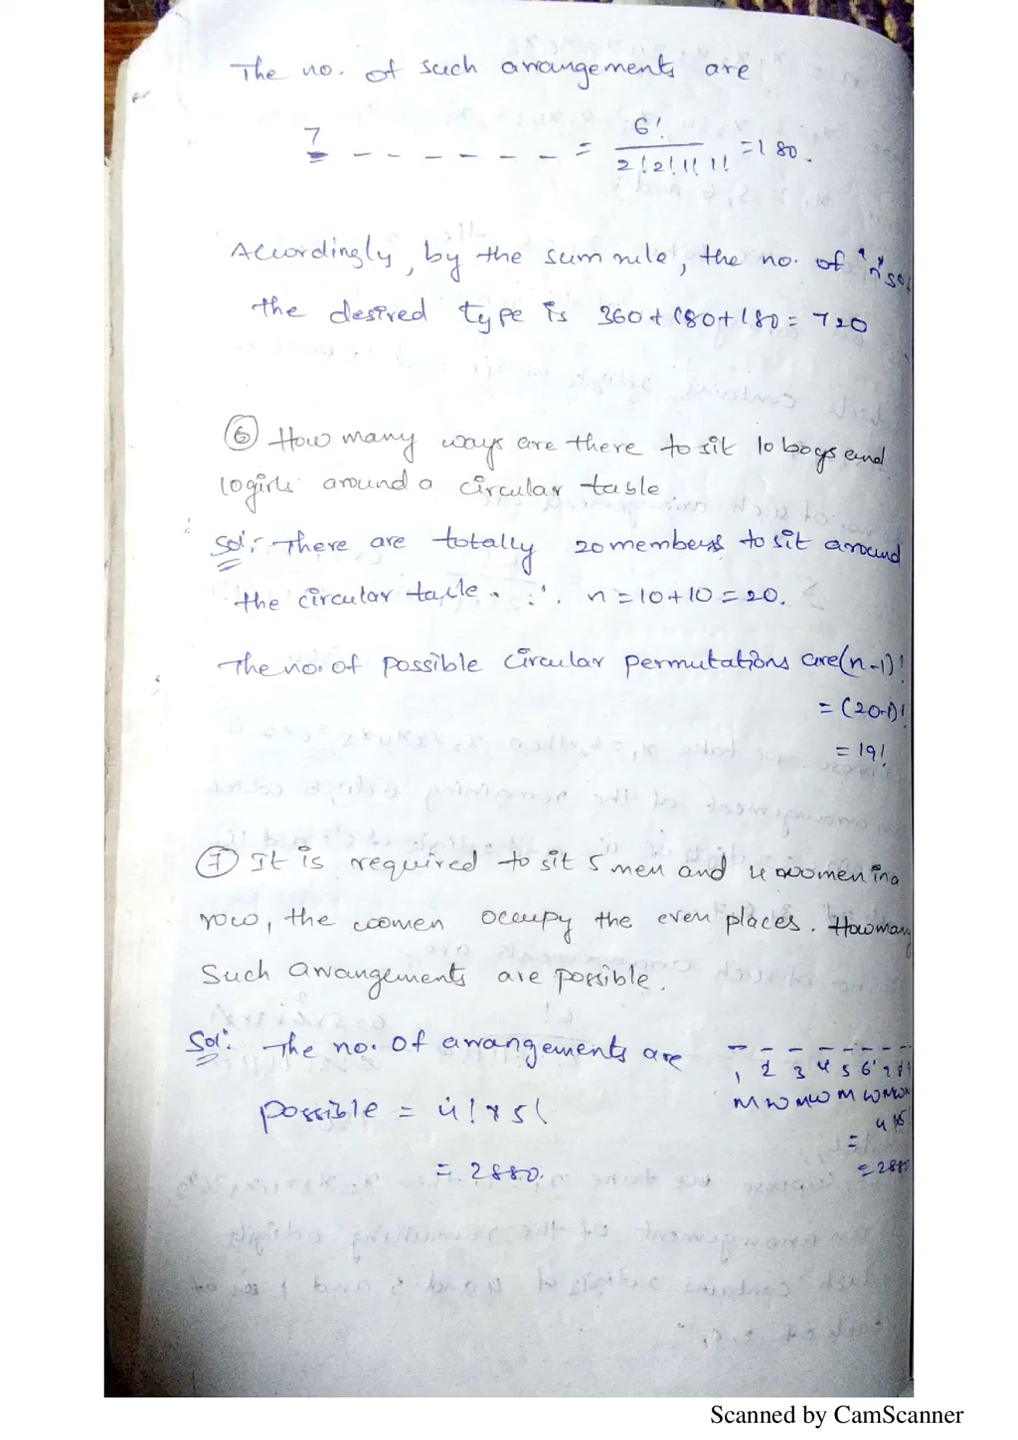 The no. of such arrangements are
7 - - - - - - = 6! / 2!2!1!1! = 180.
Accordingly, by the sum rule, the no. of 'n's of
the desired type is 360+180+180=720
⑥ How many ways are there to sit 10 boys and
10 girls around a circular table.
Sol: There are totally 20 members to sit around
the circular table. ∴ n=10+10=20.
The no. of possible circular permutations are (n-1)!
= (20-1)!
= 19!
⑦ It is required to sit 5 men and 4 women in a
row, the women occupy the even places. How many
such arrangements are possible.
Sol: The no. of arrangements are
possible = 4! x 5!
= 2880.
1 2 3 4 5 6 7 8 9
M W M W M W M W M
= 2880
Scanned by CamScanner